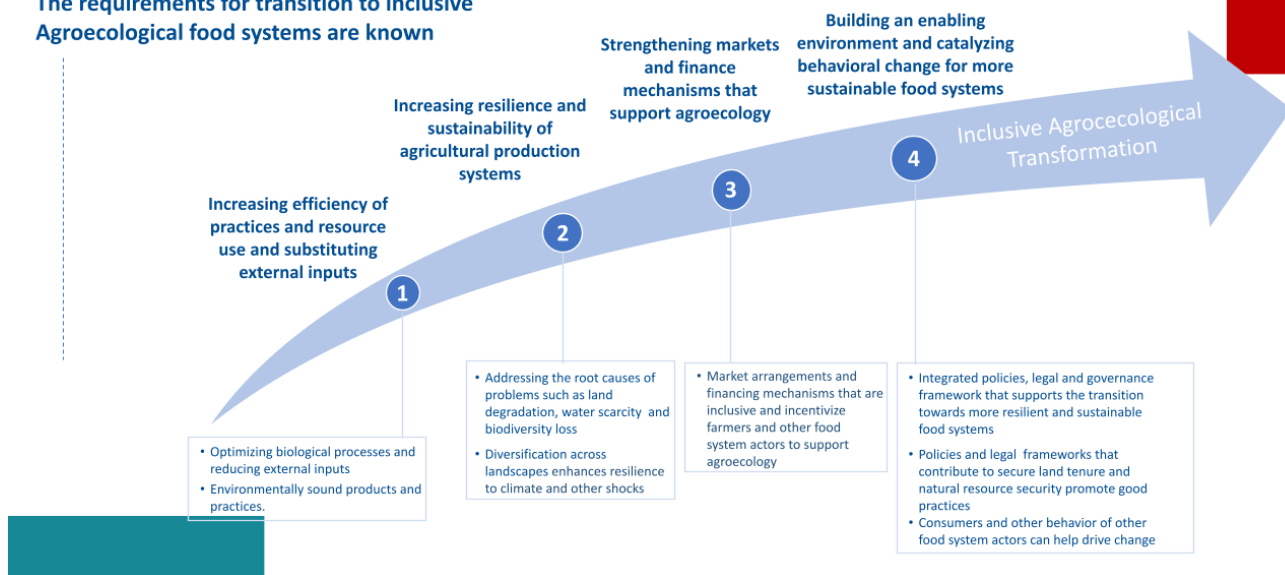 The requirements for transition to inclusive
Agroecological food systems are known
Increasing efficiency of
practices and resource
use and substituting
external inputs
1
• Optimizing biological processes and
reducing external inputs
• Environmentally sound products and
practices.
Increasing resilience and
sustainability of
agricultural production
systems
2
• Addressing the root causes of
problems such as land
degradation, water scarcity and
biodiversity loss
• Diversification across
landscapes enhances resilience
to climate and other shocks
Strengthening markets
and finance
mechanisms that
support agroecology
3
• Market arrangements and
financing mechanisms that are
inclusive and incentivize
farmers and other food
system actors to support
agroecology
Building an enabling
environment and catalyzing
behavioral change for more
sustainable food systems
4
• Integrated policies, legal and governance
framework that supports the transition
towards more resilient and sustainable
food systems
• Policies and legal frameworks that
contribute to secure land tenure and
natural resource security promote good
practices
• Consumers and other behavior of other
food system actors can help drive change
Inclusive Agrocecological
Transformation